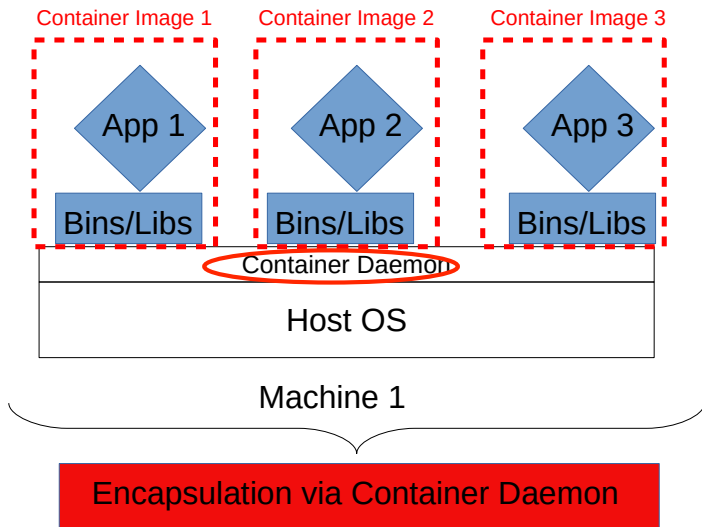 Container Image 1
Container Image 2
Container Image 3
App 1
App 2
App 3
Bins/Libs
Bins/Libs
Bins/Libs
Container Daemon
Host OS
Machine 1
Encapsulation via Container Daemon